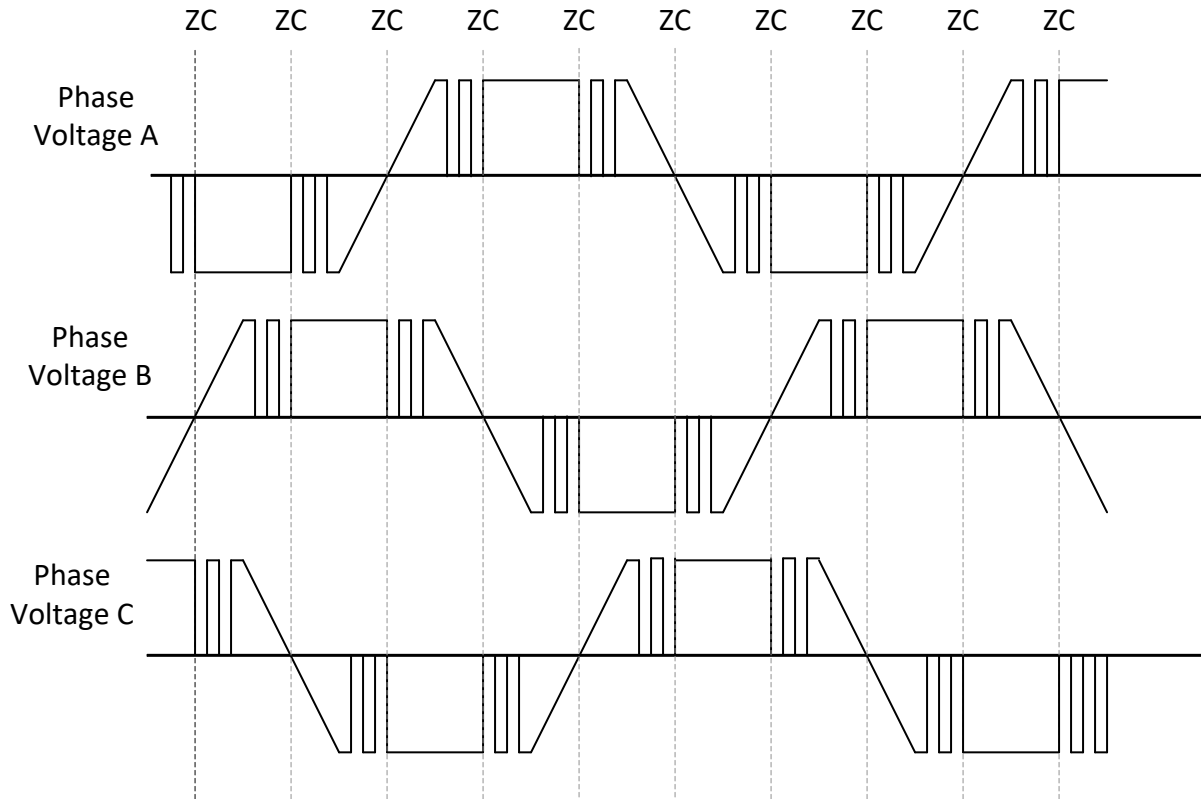 ZC ZC ZC ZC ZC ZC ZC ZC ZC ZC
Phase
Voltage A
Phase
Voltage B
Phase
Voltage C